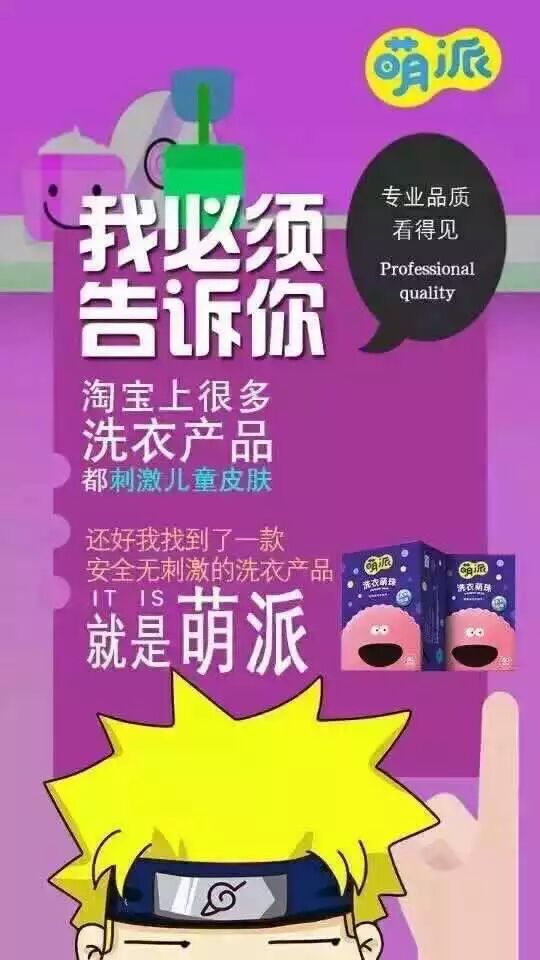 萌派
专业品质
看得见
Professional
quality
我必须
告诉你
淘宝上很多
洗衣产品
都刺激儿童皮肤
还好我找到了一款
安全无刺激的洗衣产品
IT IS
就是萌派
萌派
洗衣萌珠
萌派
洗衣萌珠